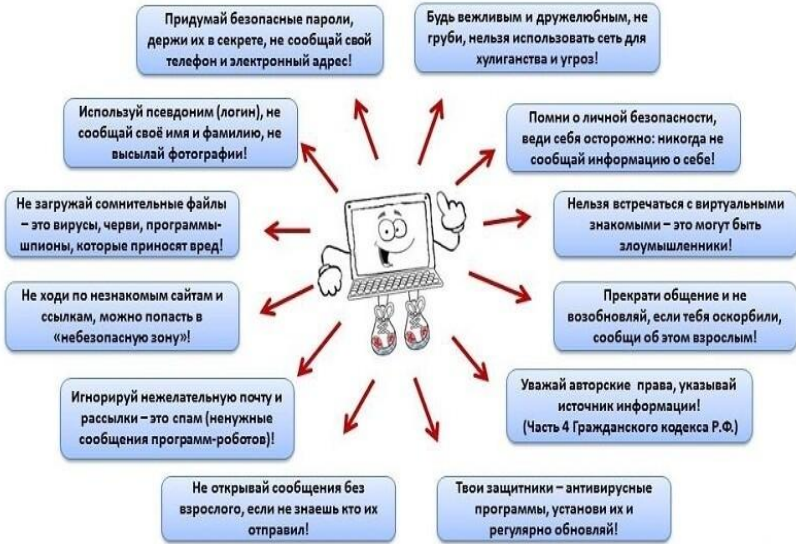 Придумай безопасные пароли,
держи их в секрете, не сообщай свой
телефон и электронный адрес!
Будь вежливым и дружелюбным, не
груби, нельзя использовать сеть для
хулиганства и угроз!
Используй псевдоним (логин), не
сообщай своё имя и фамилию, не
высылай фотографии!
Помни о личной безопасности,
веди себя осторожно: никогда не
сообщай информацию о себе!
Не загружай сомнительные файлы
– это вирусы, черви, программы-
шпионы, которые приносят вред!
Нельзя встречаться с виртуальными
знакомыми – это могут быть
злоумышленники!
Не ходи по незнакомым сайтам и
ссылкам, можно попасть в
«небезопасную зону»!
Прекрати общение и не
возобновляй, если тебя оскорбили,
сообщи об этом взрослым!
Игнорируй нежелательную почту и
рассылки – это спам (ненужные
сообщения программ-роботов)!
Уважай авторские права, указывай
источник информации!
(Часть 4 Гражданского кодекса Р.Ф.)
Не открывай сообщения без
взрослого, если не знаешь кто их
отправил!
Твои защитники – антивирусные
программы, установи их и
регулярно обновляй!